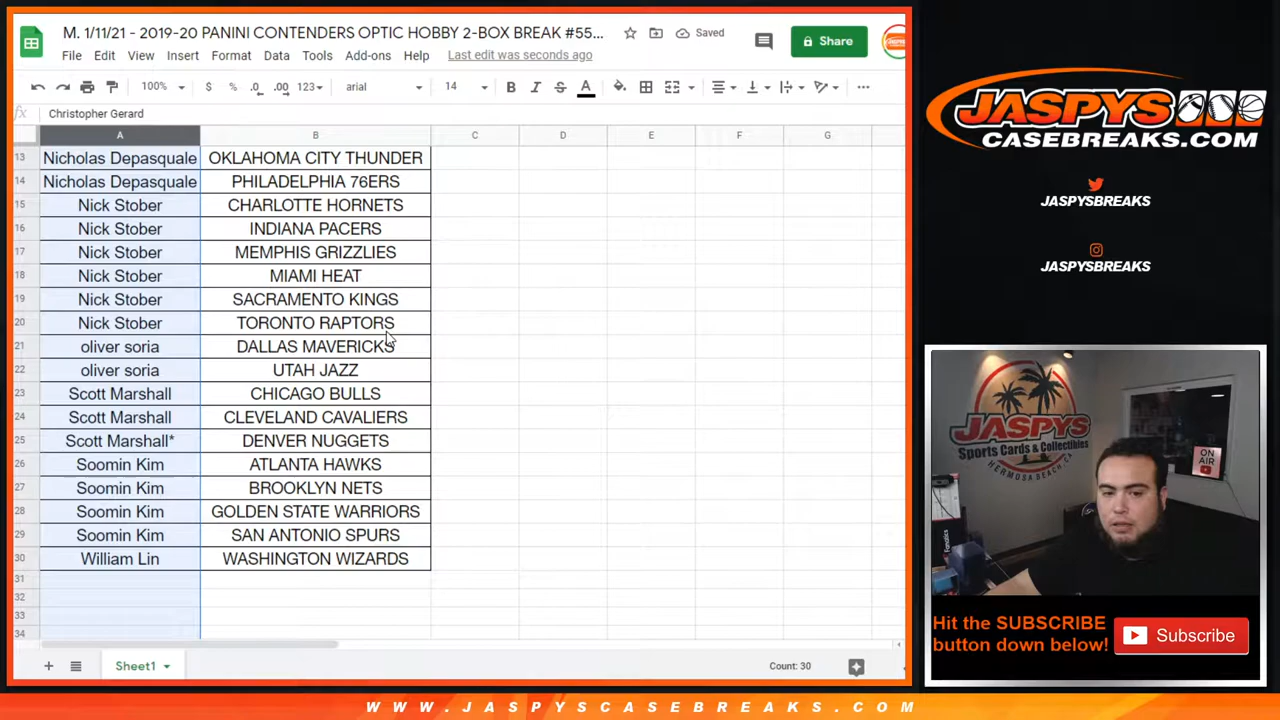 M. 1/11/21 - 2019-20 PANINI CONTENDERS OPTIC HOBBY 2-BOX BREAK #55...
Saved
Share
File Edit View Insert Format Data Tools Add-ons Help Last edit was seconds ago
100% $ % .0 .00 123 arial 14 B I S A
fx Christopher Gerard
A B C D E F G
13 Nicholas Depasquale OKLAHOMA CITY THUNDER
14 Nicholas Depasquale PHILADELPHIA 76ERS
15 Nick Stober CHARLOTTE HORNETS
16 Nick Stober INDIANA PACERS
17 Nick Stober MEMPHIS GRIZZLIES
18 Nick Stober MIAMI HEAT
19 Nick Stober SACRAMENTO KINGS
20 Nick Stober TORONTO RAPTORS
21 oliver soria DALLAS MAVERICKS
22 oliver soria UTAH JAZZ
23 Scott Marshall CHICAGO BULLS
24 Scott Marshall CLEVELAND CAVALIERS
25 Scott Marshall* DENVER NUGGETS
26 Soomin Kim ATLANTA HAWKS
27 Soomin Kim BROOKLYN NETS
28 Soomin Kim GOLDEN STATE WARRIORS
29 Soomin Kim SAN ANTONIO SPURS
30 William Lin WASHINGTON WIZARDS
31
32
33
34
Sheet1
Count: 30
JASPYS
CASEBREAKS.COM
JASPYSBREAKS
JASPYSBREAKS
JASPYS
Sports Cards & Collectibles
HERMOSA BEACH, CA
ON
AIR
Fanatics
Hit the SUBSCRIBE
button down below!
Subscribe
WWW.JASPYSCASEBREAKS.COM